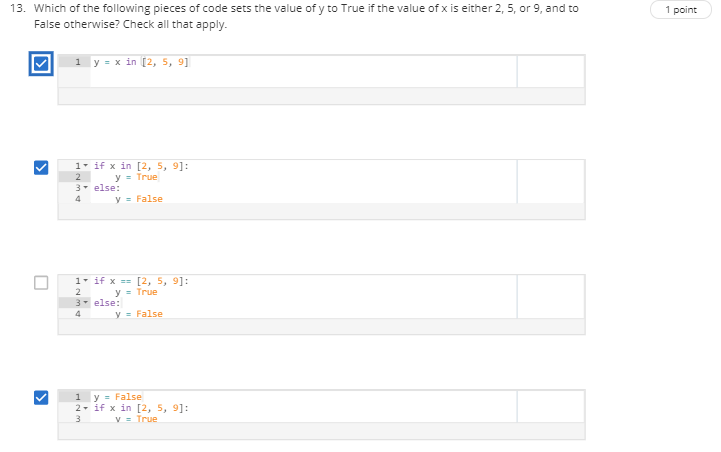 13. Which of the following pieces of code sets the value of y to True if the value of x is either 2, 5, or 9, and to
1 point
False otherwise? Check all that apply.
1 y = x in [2, 5, 9]
1 if x in [2, 5, 9]:
2 y = True
3 else:
4 y = False
1 if x == [2, 5, 9]:
2 y = True
3 else:
4 y = False
1 y = False
2 if x in [2, 5, 9]:
3 y = True